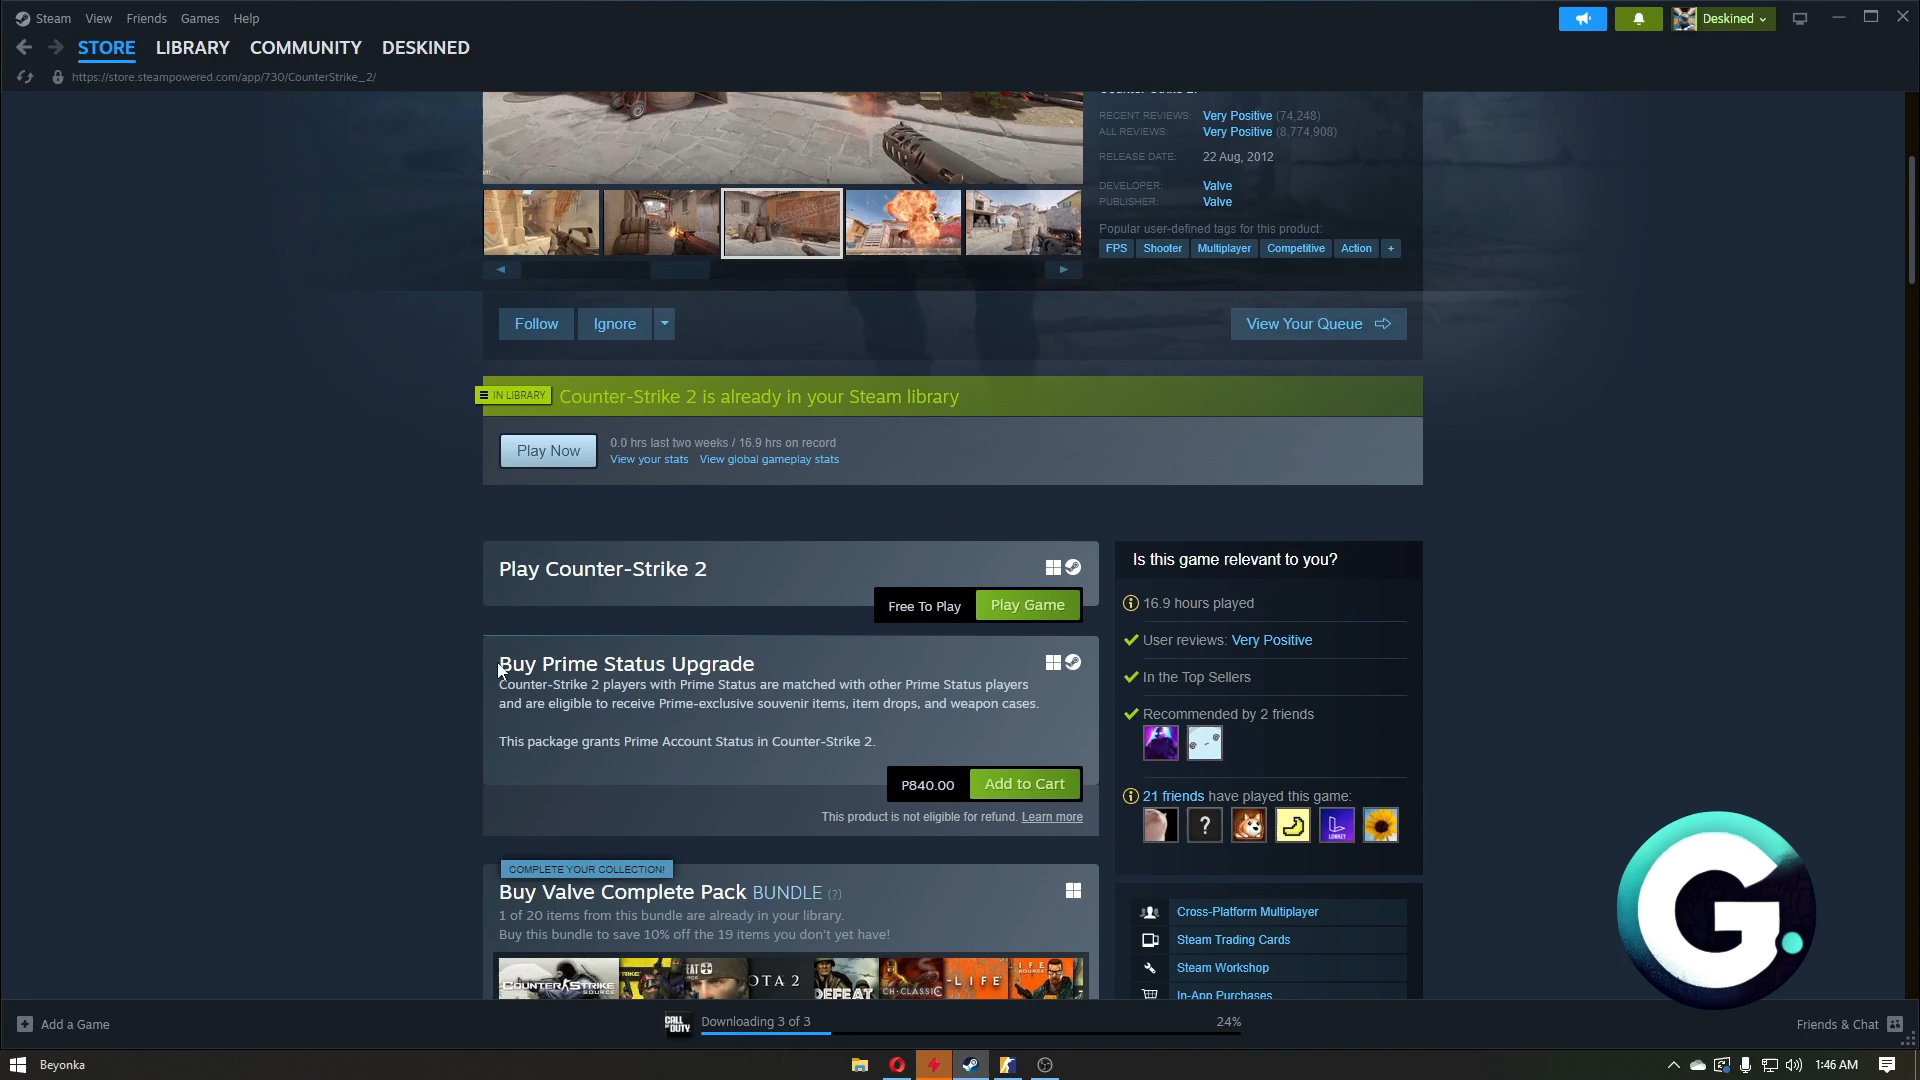 Steam View Friends Games Help
Deskined
STORE LIBRARY COMMUNITY DESKINED
https://store.steampowered.com/app/730/CounterStrike_2/
RECENT REVIEWS: Very Positive (74,248)
ALL REVIEWS: Very Positive (8,774,908)
RELEASE DATE: 22 Aug, 2012
DEVELOPER: Valve
PUBLISHER: Valve
Popular user-defined tags for this product:
FPS Shooter Multiplayer Competitive Action +
Follow Ignore View Your Queue
IN LIBRARY Counter-Strike 2 is already in your Steam library
Play Now
0.0 hrs last two weeks / 16.9 hrs on record
View your stats View global gameplay stats
Play Counter-Strike 2
Free To Play Play Game
Buy Prime Status Upgrade
Counter-Strike 2 players with Prime Status are matched with other Prime Status players
and are eligible to receive Prime-exclusive souvenir items, item drops, and weapon cases.
This package grants Prime Account Status in Counter-Strike 2.
P840.00 Add to Cart
This product is not eligible for refund. Learn more
COMPLETE YOUR COLLECTION!
Buy Valve Complete Pack BUNDLE (?)
1 of 20 items from this bundle are already in your library.
Buy this bundle to save 10% off the 19 items you don't yet have!
COUNTER STRIKE
Is this game relevant to you?
16.9 hours played
User reviews: Very Positive
In the Top Sellers
Recommended by 2 friends
21 friends have played this game:
?
LOWKEY
Cross-Platform Multiplayer
Steam Trading Cards
Steam Workshop
In-App Purchases
G.
Add a Game
CALL OF DUTY
Downloading 3 of 3
24%
Friends & Chat
Beyonka
1:46 AM